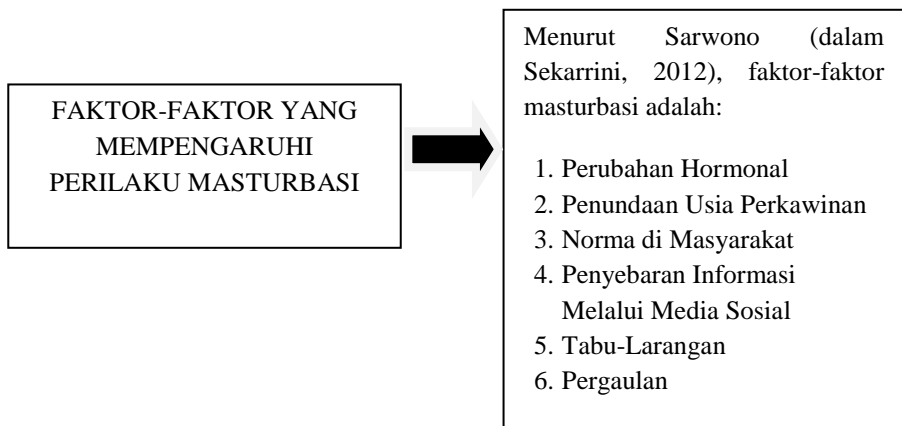 FAKTOR-FAKTOR YANG
MEMPENGARUHI
PERILAKU MASTURBASI
Menurut Sarwono (dalam
Sekarrini, 2012), faktor-faktor
masturbasi adalah:
1. Perubahan Hormonal
2. Penundaan Usia Perkawinan
3. Norma di Masyarakat
4. Penyebaran Informasi
Melalui Media Sosial
5. Tabu-Larangan
6. Pergaulan